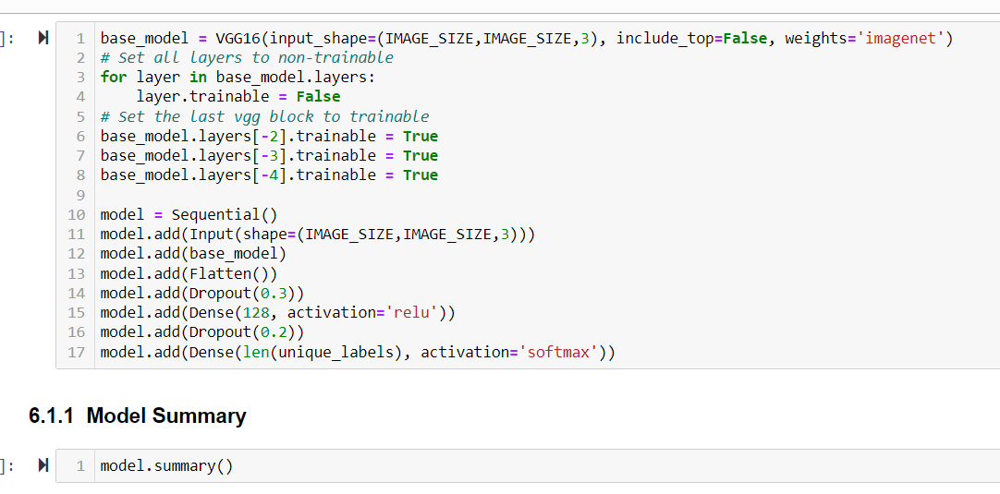 ]:
1 base_model = VGG16(input_shape=(IMAGE_SIZE,IMAGE_SIZE,3), include_top=False, weights='imagenet')
2 # Set all layers to non-trainable
3 for layer in base_model.layers:
4     layer.trainable = False
5 # Set the last vgg block to trainable
6 base_model.layers[-2].trainable = True
7 base_model.layers[-3].trainable = True
8 base_model.layers[-4].trainable = True
9
10 model = Sequential()
11 model.add(Input(shape=(IMAGE_SIZE,IMAGE_SIZE,3)))
12 model.add(base_model)
13 model.add(Flatten())
14 model.add(Dropout(0.3))
15 model.add(Dense(128, activation='relu'))
16 model.add(Dropout(0.2))
17 model.add(Dense(len(unique_labels), activation='softmax'))
6.1.1 Model Summary
]:
1 model.summary()